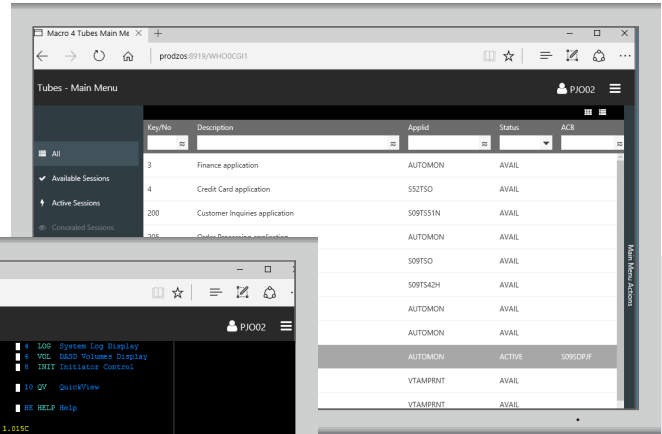 Macro 4 Tubes Main Me
prodzos:8919/WHO0CGI1
Tubes - Main Menu
PJO02
Key/No Description Applid Status ACB
All
Available Sessions
Active Sessions
Concealed Sessions
3 Finance application AUTOMON AVAIL
4 Credit Card application S52TSO AVAIL
200 Customer Inquiries application S09TS51N AVAIL
205 Order Processing application AUTOMON AVAIL
S09TSO AVAIL
S09TS42H AVAIL
AUTOMON AVAIL
AUTOMON AVAIL
AUTOMON ACTIVE S09SDPJF
VTAMPRNT AVAIL
VTAMPRNT AVAIL
Main Menu Actions
PJO02
4 LOG System Log Display
6 VOL DASD Volumes Display
8 INIT Initiator Control
10 QV QuickView
HE HELP Help
1.015C